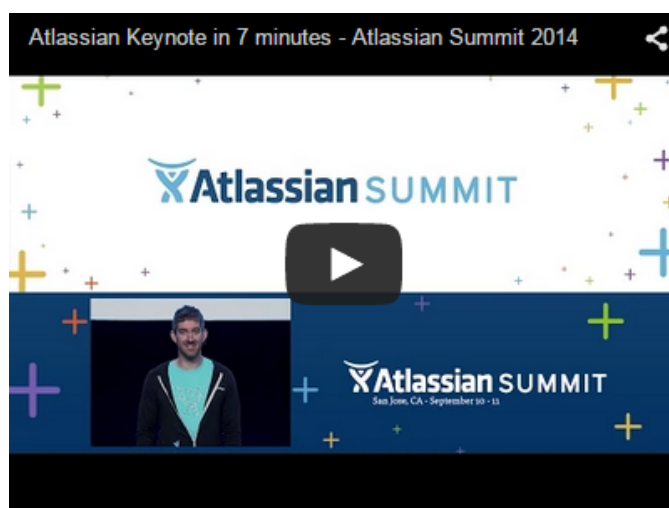 Atlassian Keynote in 7 minutes - Atlassian Summit 2014
Atlassian SUMMIT
Atlassian SUMMIT
San Jose, CA - September 10 - 11